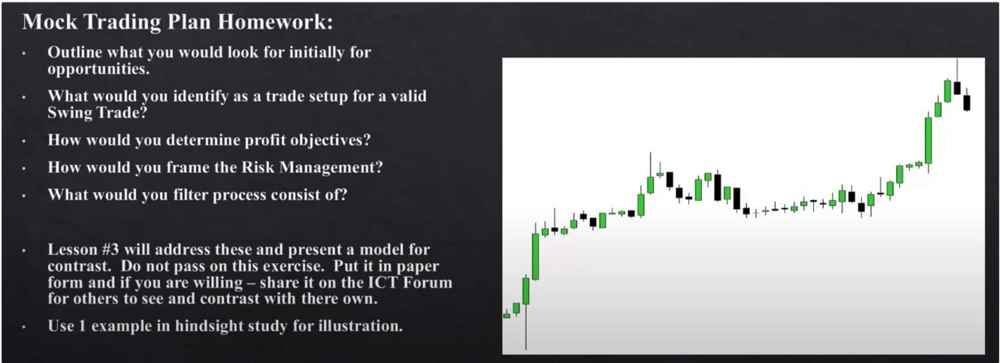 Mock Trading Plan Homework:
• Outline what you would look for initially for
opportunities.
• What would you identify as a trade setup for a valid
Swing Trade?
• How would you determine profit objectives?
• How would you frame the Risk Management?
• What would you filter process consist of?
• Lesson #3 will address these and present a model for
contrast.  Do not pass on this exercise.  Put it in paper
form and if you are willing – share it on the ICT Forum
for others to see and contrast with there own.
• Use 1 example in hindsight study for illustration.